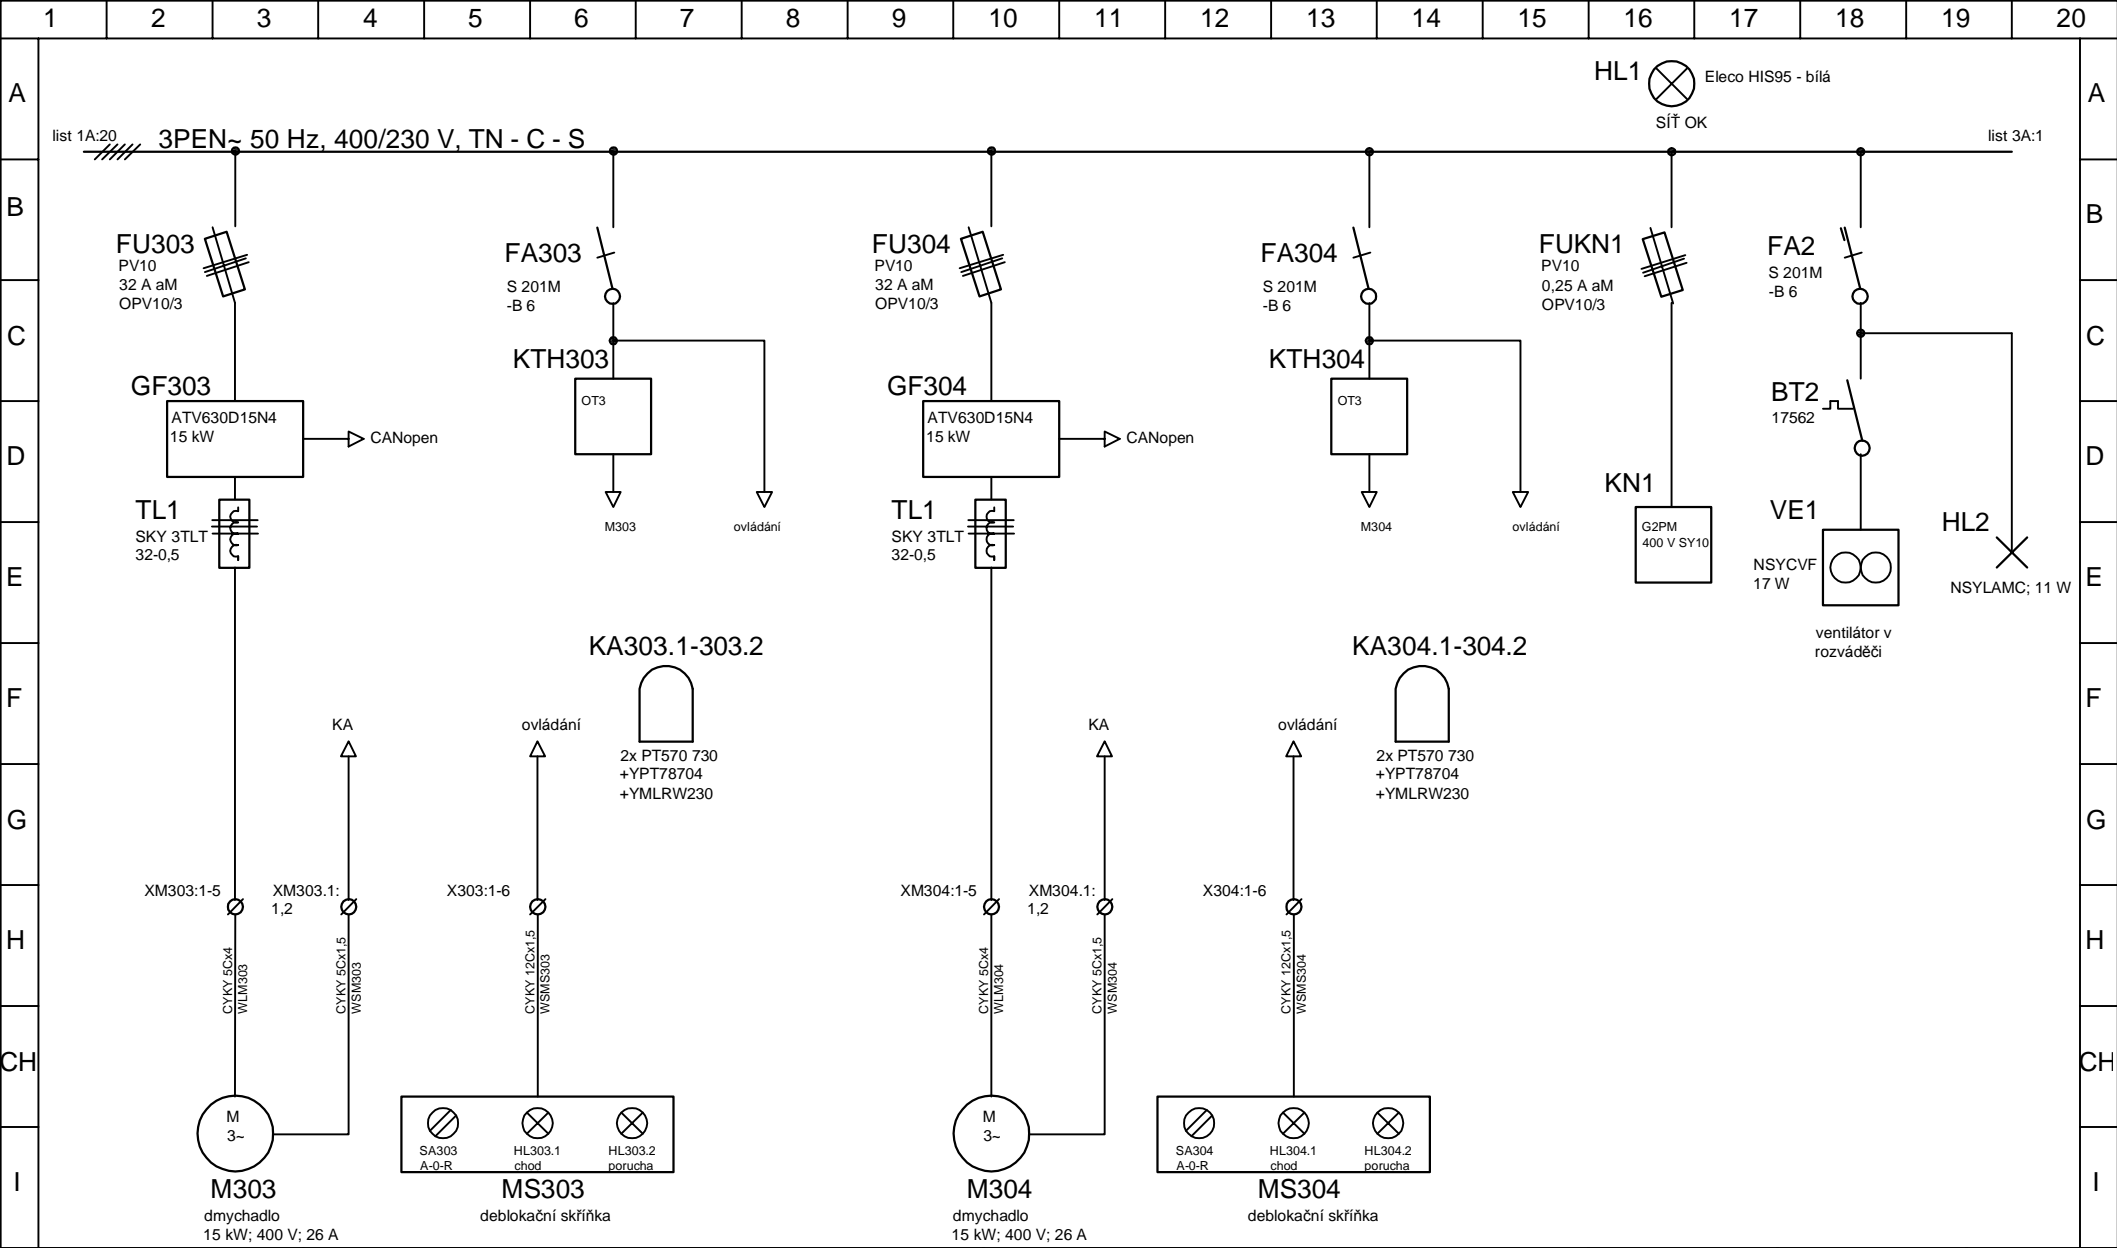 1 2 3 4 5 6 7 8 9 10 11 12 13 14 15 16 17 18 19 20
A
A
HL1
Eleco HIS95 - bílá
SÍŤ OK
list 1A:20
3PEN~ 50 Hz, 400/230 V, TN - C - S
list 3A:1
B
B
FU303
PV10
32 A aM
OPV10/3
FA303
S 201M
-B 6
FU304
PV10
32 A aM
OPV10/3
FA304
S 201M
-B 6
FUKN1
PV10
0,25 A aM
OPV10/3
FA2
S 201M
-B 6
C
C
GF303
ATV630D15N4
15 kW
CANopen
KTH303
OT3
M303
ovládání
GF304
ATV630D15N4
15 kW
CANopen
KTH304
OT3
M304
ovládání
BT2
17562
D
D
TL1
SKY 3TLT
32-0,5
TL1
SKY 3TLT
32-0,5
KN1
G2PM
400 V SY10
VE1
NSYCVF
17 W
ventilátor v
rozváděči
HL2
NSYLAMC; 11 W
E
E
KA303.1-303.2
2x PT570 730
+YPT78704
+YMLRW230
KA304.1-304.2
2x PT570 730
+YPT78704
+YMLRW230
F
F
KA
ovládání
KA
ovládání
G
G
XM303:1-5
XM303.1:
1,2
X303:1-6
XM304:1-5
XM304.1:
1,2
X304:1-6
H
H
CYKY 5Cx4
WLM303
CYKY 5Cx1,5
WSM303
CYKY 12Cx1,5
WSMS303
CYKY 5Cx4
WLM304
CYKY 5Cx1,5
WSM304
CYKY 12Cx1,5
WSMS304
CH
CH
M
3~
SA303
A-0-R
HL303.1
chod
HL303.2
porucha
M
3~
SA304
A-0-R
HL304.1
chod
HL304.2
porucha
I
I
M303
dmychadlo
15 kW; 400 V; 26 A
MS303
deblokační skříňka
M304
dmychadlo
15 kW; 400 V; 26 A
MS304
deblokační skříňka